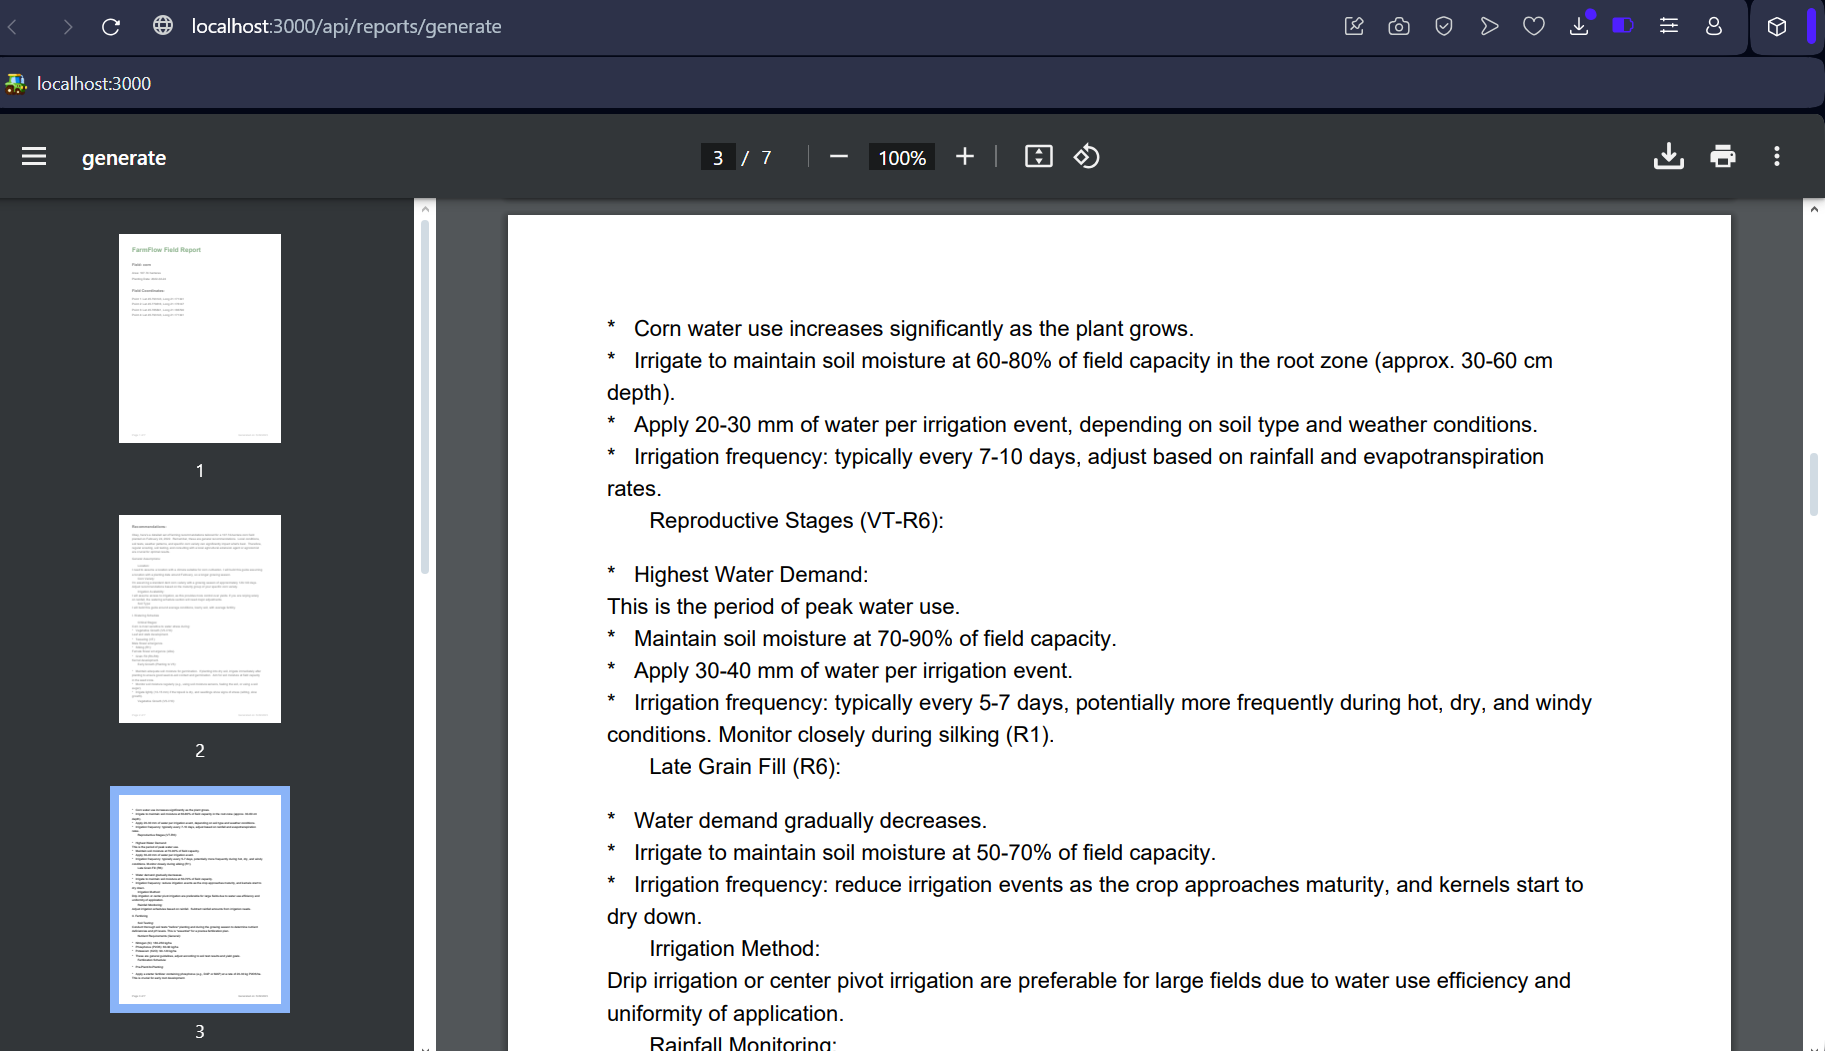 localhost:3000/api/reports/generate
localhost:3000
generate
3 / 7
100%
FarmFlow Field Report
1
Recommendations
2
3
* Corn water use increases significantly as the plant grows.
* Irrigate to maintain soil moisture at 60-80% of field capacity in the root zone (approx. 30-60 cm
depth).
* Apply 20-30 mm of water per irrigation event, depending on soil type and weather conditions.
* Irrigation frequency: typically every 7-10 days, adjust based on rainfall and evapotranspiration
rates.
Reproductive Stages (VT-R6):
* Highest Water Demand:
This is the period of peak water use.
* Maintain soil moisture at 70-90% of field capacity.
* Apply 30-40 mm of water per irrigation event.
* Irrigation frequency: typically every 5-7 days, potentially more frequently during hot, dry, and windy
conditions. Monitor closely during silking (R1).
Late Grain Fill (R6):
* Water demand gradually decreases.
* Irrigate to maintain soil moisture at 50-70% of field capacity.
* Irrigation frequency: reduce irrigation events as the crop approaches maturity, and kernels start to
dry down.
Irrigation Method:
Drip irrigation or center pivot irrigation are preferable for large fields due to water use efficiency and
uniformity of application.
Rainfall Monitoring: